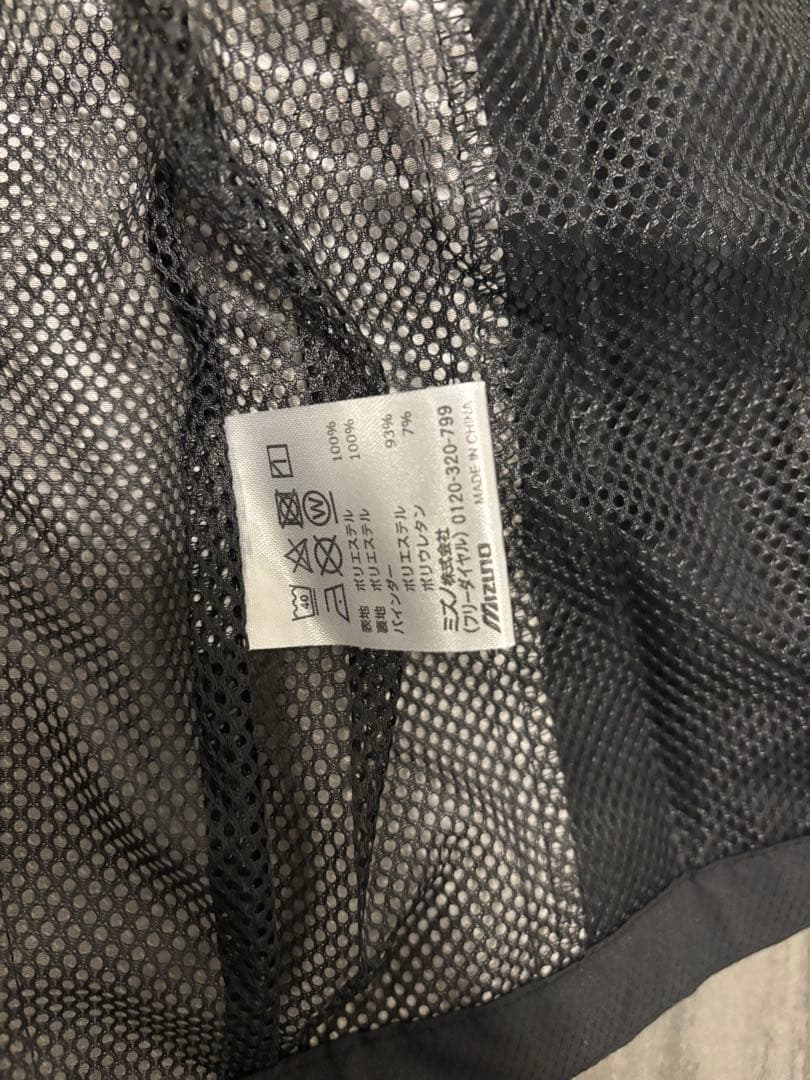 40
W
表地 ポリエステル 100%
裏地 ポリエステル 100%
バインダー
ポリエステル 93%
ポリウレタン 7%
ミズノ株式会社
(フリーダイヤル) 0120-320-799
MIZUNO MADE IN CHINA